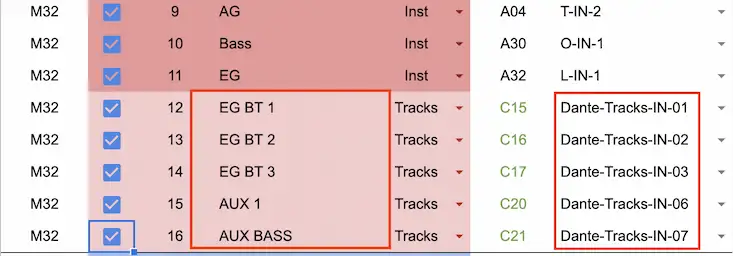 M32 9 AG Inst A04 T-IN-2
M32 10 Bass Inst A30 O-IN-1
M32 11 EG Inst A32 L-IN-1
M32 12 EG BT 1 Tracks C15 Dante-Tracks-IN-01
M32 13 EG BT 2 Tracks C16 Dante-Tracks-IN-02
M32 14 EG BT 3 Tracks C17 Dante-Tracks-IN-03
M32 15 AUX 1 Tracks C20 Dante-Tracks-IN-06
M32 16 AUX BASS Tracks C21 Dante-Tracks-IN-07